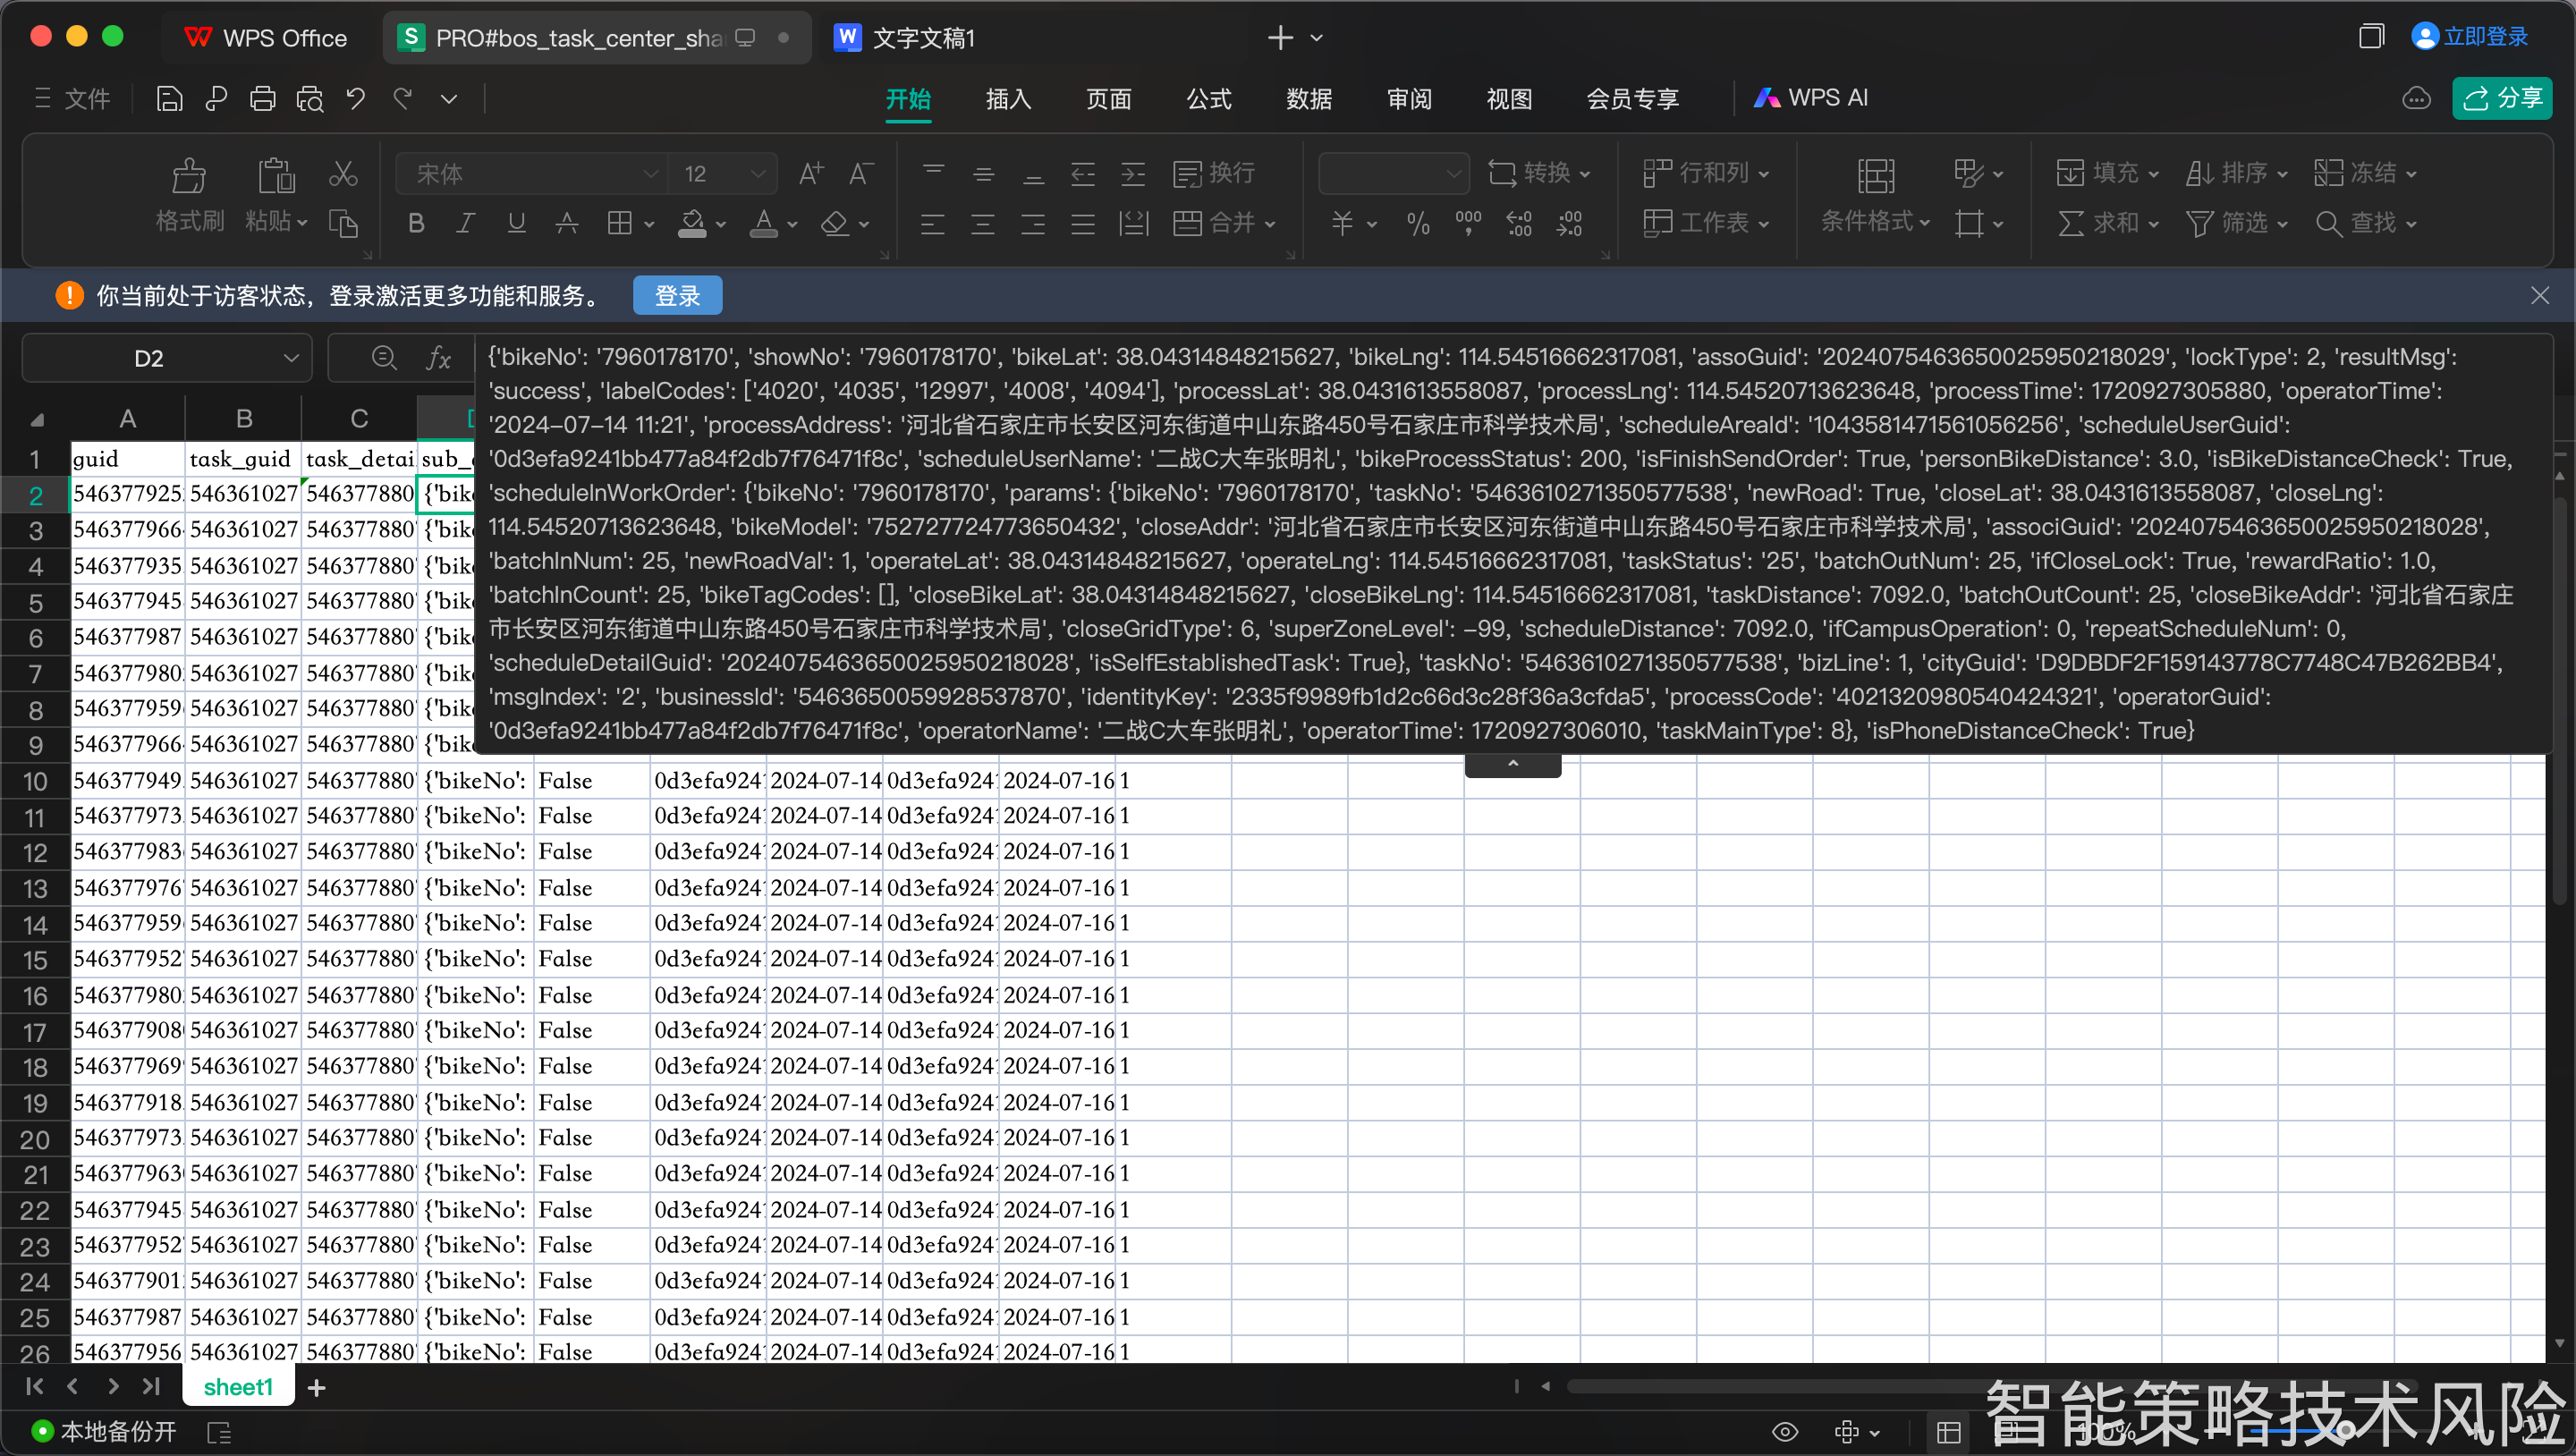 WPS Office PRO#bos_task_center_sha 文字文稿1 立即登录
文件 开始 插入 页面 公式 数据 审阅 视图 会员专享 WPS AI 分享
宋体 12 换行 转换 行和列 填充 排序 冻结
格式刷 粘贴 合并 工作表 条件格式 求和 筛选 查找
你当前处于访客状态，登录激活更多功能和服务。 登录
D2
{'bikeNo': '7960178170', 'showNo': '7960178170', 'bikeLat': 38.04314848215627, 'bikeLng': 114.54516662317081, 'assoGuid': '20240754636500259502180​29', 'lockType': 2, 'resultMsg':
'success', 'labelCodes': ['4020', '4035', '12997', '4008', '4094'], 'processLat': 38.0431613558087, 'processLng': 114.54520713623648, 'processTime': 1720927305880, 'operatorTime':
'2024-07-14 11:21', 'processAddress': '河北省石家庄市长安区河东街道中山东路450号石家庄市科学技术局', 'scheduleAreaId': '1043581471561056256', 'scheduleUserGuid':
'0d3efa9241bb477a84f2db7f76471f8c', 'scheduleUserName': '二战C大车张明礼', 'bikeProcessStatus': 200, 'isFinishSendOrder': True, 'personBikeDistance': 3.0, 'isBikeDistanceCheck': True,
'scheduleInWorkOrder': {'bikeNo': '7960178170', 'params': {'bikeNo': '7960178170', 'taskNo': '5463610271350577538', 'newRoad': True, 'closeLat': 38.0431613558087, 'closeLng':
114.54520713623648, 'bikeModel': '752727724773650432', 'closeAddr': '河北省石家庄市长安区河东街道中山东路450号石家庄市科学技术局', 'associGuid': '2024075463650025950218028',
'batchInNum': 25, 'newRoadVal': 1, 'operateLat': 38.04314848215627, 'operateLng': 114.54516662317081, 'taskStatus': '25', 'batchOutNum': 25, 'ifCloseLock': True, 'rewardRatio': 1.0,
'batchInCount': 25, 'bikeTagCodes': [], 'closeBikeLat': 38.04314848215627, 'closeBikeLng': 114.54516662317081, 'taskDistance': 7092.0, 'batchOutCount': 25, 'closeBikeAddr': '河北省石家庄
市长安区河东街道中山东路450号石家庄市科学技术局', 'closeGridType': 6, 'superZoneLevel': -99, 'scheduleDistance': 7092.0, 'ifCampusOperation': 0, 'repeatScheduleNum': 0,
'scheduleDetailGuid': '2024075463650025950218028', 'isSelfEstablishedTask': True}, 'taskNo': '5463610271350577538', 'bizLine': 1, 'cityGuid': 'D9DBDF2F159143778C7748C47B262BB4',
'msgIndex': '2', 'businessId': '5463650059928537870', 'identityKey': '2335f9989fb1d2c66d3c28f36a3cfda5', 'processCode': '4021320980540424321', 'operatorGuid':
'0d3efa9241bb477a84f2db7f76471f8c', 'operatorName': '二战C大车张明礼', 'operatorTime': 1720927306010, 'taskMainType': 8}, 'isPhoneDistanceCheck': True}
A B C
1 guid task_guid task_detai sub_
2 546377925 546361027 546377880 {'bike
3 546377966 546361027 546377880 {'bike
4 546377935 546361027 546377880 {'bike
5 546377945 546361027 546377880 {'bike
6 546377987 546361027 546377880 {'bike
7 546377980 546361027 546377880 {'bike
8 546377959 546361027 546377880 {'bike
9 546377966 546361027 546377880 {'bike
10 546377949 546361027 546377880 {'bikeNo': False 0d3efa924 2024-07-14 0d3efa924 2024-07-16 1
11 546377973 546361027 546377880 {'bikeNo': False 0d3efa924 2024-07-14 0d3efa924 2024-07-16 1
12 546377983 546361027 546377880 {'bikeNo': False 0d3efa924 2024-07-14 0d3efa924 2024-07-16 1
13 546377976 546361027 546377880 {'bikeNo': False 0d3efa924 2024-07-14 0d3efa924 2024-07-16 1
14 546377959 546361027 546377880 {'bikeNo': False 0d3efa924 2024-07-14 0d3efa924 2024-07-16 1
15 546377952 546361027 546377880 {'bikeNo': False 0d3efa924 2024-07-14 0d3efa924 2024-07-16 1
16 546377980 546361027 546377880 {'bikeNo': False 0d3efa924 2024-07-14 0d3efa924 2024-07-16 1
17 546377908 546361027 546377880 {'bikeNo': False 0d3efa924 2024-07-14 0d3efa924 2024-07-16 1
18 546377969 546361027 546377880 {'bikeNo': False 0d3efa924 2024-07-14 0d3efa924 2024-07-16 1
19 546377918 546361027 546377880 {'bikeNo': False 0d3efa924 2024-07-14 0d3efa924 2024-07-16 1
20 546377973 546361027 546377880 {'bikeNo': False 0d3efa924 2024-07-14 0d3efa924 2024-07-16 1
21 546377963 546361027 546377880 {'bikeNo': False 0d3efa924 2024-07-14 0d3efa924 2024-07-16 1
22 546377945 546361027 546377880 {'bikeNo': False 0d3efa924 2024-07-14 0d3efa924 2024-07-16 1
23 546377952 546361027 546377880 {'bikeNo': False 0d3efa924 2024-07-14 0d3efa924 2024-07-16 1
24 546377901 546361027 546377880 {'bikeNo': False 0d3efa924 2024-07-14 0d3efa924 2024-07-16 1
25 546377987 546361027 546377880 {'bikeNo': False 0d3efa924 2024-07-14 0d3efa924 2024-07-16 1
26 546377956 546361027 546377880 {'bikeNo': False 0d3efa924 2024-07-14 0d3efa924 2024-07-16 1
sheet1
本地备份开 100%
智能策略技术风险